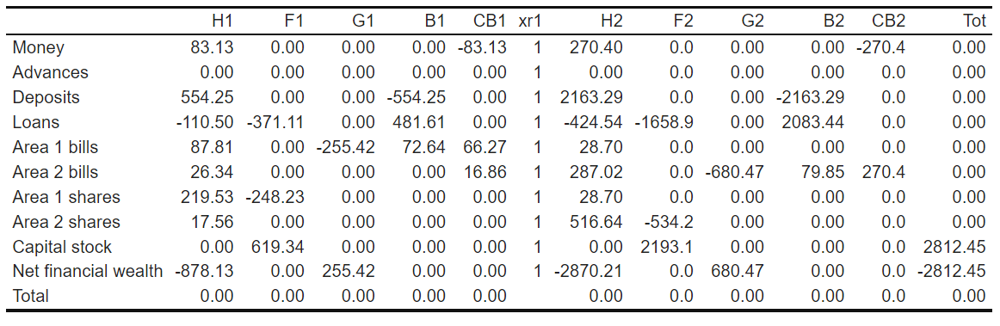 H1 F1 G1 B1 CB1 xr1 H2 F2 G2 B2 CB2 Tot
Money 83.13 0.00 0.00 0.00 -83.13 1 270.40 0.0 0.00 0.00 -270.4 0.00
Advances 0.00 0.00 0.00 0.00 0.00 1 0.00 0.0 0.00 0.00 0.0 0.00
Deposits 554.25 0.00 0.00 -554.25 0.00 1 2163.29 0.0 0.00 -2163.29 0.0 0.00
Loans -110.50 -371.11 0.00 481.61 0.00 1 -424.54 -1658.9 0.00 2083.44 0.0 0.00
Area 1 bills 87.81 0.00 -255.42 72.64 66.27 1 28.70 0.0 0.00 0.00 0.0 0.00
Area 2 bills 26.34 0.00 0.00 0.00 16.86 1 287.02 0.0 -680.47 79.85 270.4 0.00
Area 1 shares 219.53 -248.23 0.00 0.00 0.00 1 28.70 0.0 0.00 0.00 0.0 0.00
Area 2 shares 17.56 0.00 0.00 0.00 0.00 1 516.64 -534.2 0.00 0.00 0.0 0.00
Capital stock 0.00 619.34 0.00 0.00 0.00 1 0.00 2193.1 0.00 0.00 0.0 2812.45
Net financial wealth -878.13 0.00 255.42 0.00 0.00 1 -2870.21 0.0 680.47 0.00 0.0 -2812.45
Total 0.00 0.00 0.00 0.00 0.00 0.00 0.0 0.00 0.00 0.0 0.00